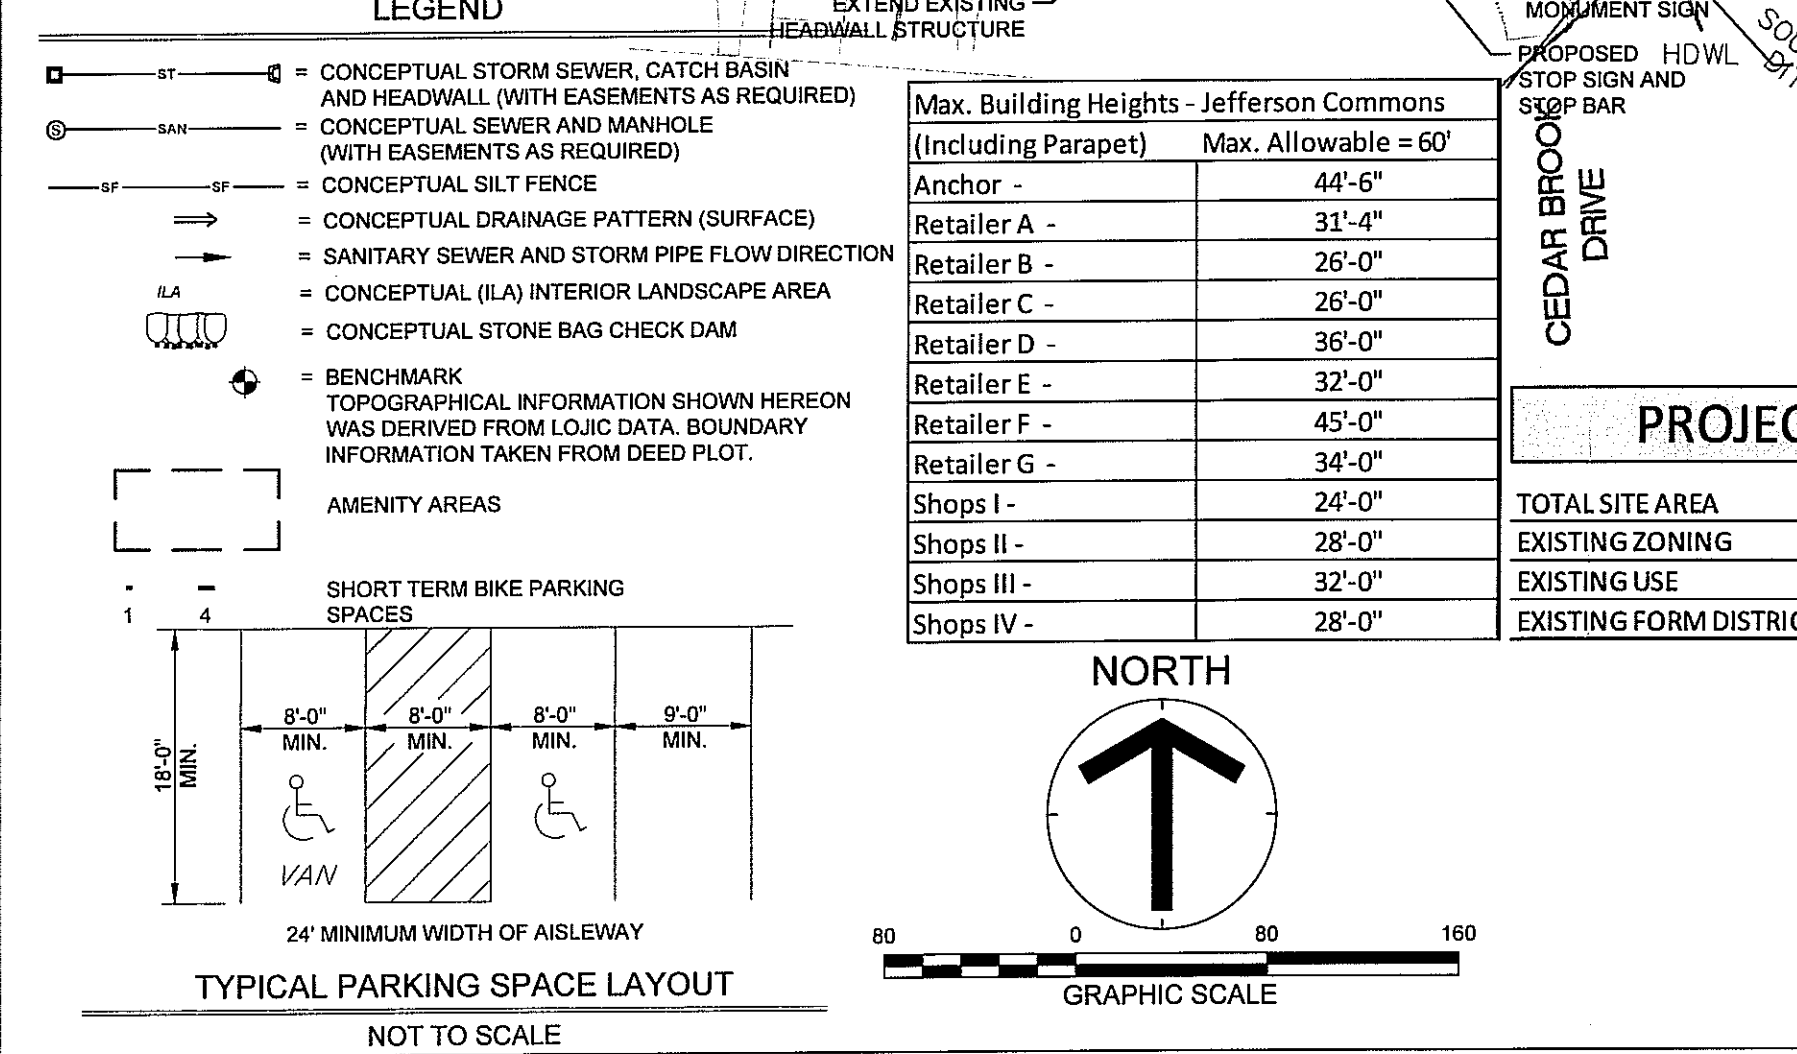 LEGEND
EXTEND EXISTING
HEADWALL STRUCTURE
ST = CONCEPTUAL STORM SEWER, CATCH BASIN
AND HEADWALL (WITH EASEMENTS AS REQUIRED)
S SAN = CONCEPTUAL SEWER AND MANHOLE
(WITH EASEMENTS AS REQUIRED)
SF SF = CONCEPTUAL SILT FENCE
= CONCEPTUAL DRAINAGE PATTERN (SURFACE)
= SANITARY SEWER AND STORM PIPE FLOW DIRECTION
ILA = CONCEPTUAL (ILA) INTERIOR LANDSCAPE AREA
= CONCEPTUAL STONE BAG CHECK DAM
= BENCHMARK
TOPOGRAPHICAL INFORMATION SHOWN HEREON
WAS DERIVED FROM LOJIC DATA. BOUNDARY
INFORMATION TAKEN FROM DEED PLOT.
AMENITY AREAS
SHORT TERM BIKE PARKING
1 4 SPACES
18'-0"
MIN.
8'-0" 8'-0" 8'-0" 9'-0"
MIN. MIN. MIN. MIN.
VAN
24' MINIMUM WIDTH OF AISLEWAY
TYPICAL PARKING SPACE LAYOUT
NOT TO SCALE
Max. Building Heights - Jefferson Commons
(Including Parapet) Max. Allowable = 60'
Anchor - 44'-6"
Retailer A - 31'-4"
Retailer B - 26'-0"
Retailer C - 26'-0"
Retailer D - 36'-0"
Retailer E - 32'-0"
Retailer F - 45'-0"
Retailer G - 34'-0"
Shops I - 24'-0"
Shops II - 28'-0"
Shops III - 32'-0"
Shops IV - 28'-0"
NORTH
80 0 80 160
GRAPHIC SCALE
MONUMENT SIGN
PROPOSED HDWL
STOP SIGN AND
STOP BAR
CEDAR BROOK
DRIVE
PROJEC
TOTAL SITE AREA
EXISTING ZONING
EXISTING USE
EXISTING FORM DISTRIC